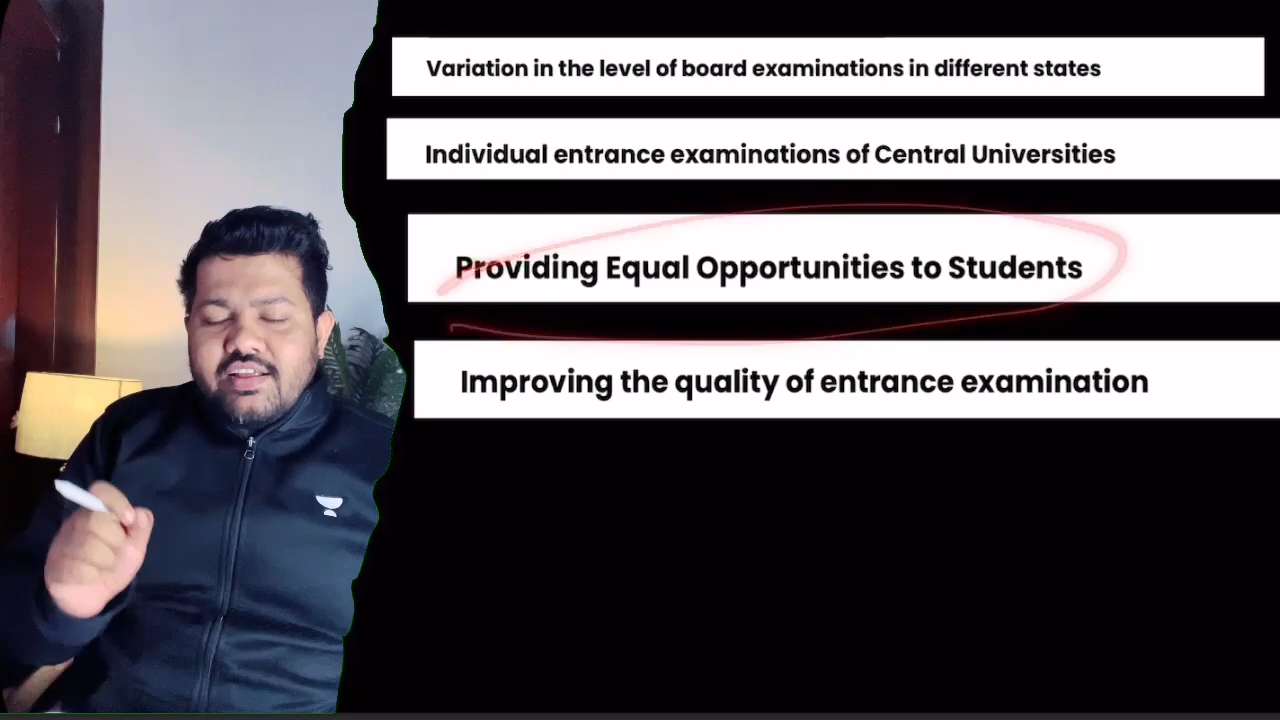 Variation in the level of board examinations in different states
Individual entrance examinations of Central Universities
Providing Equal Opportunities to Students
Improving the quality of entrance examination